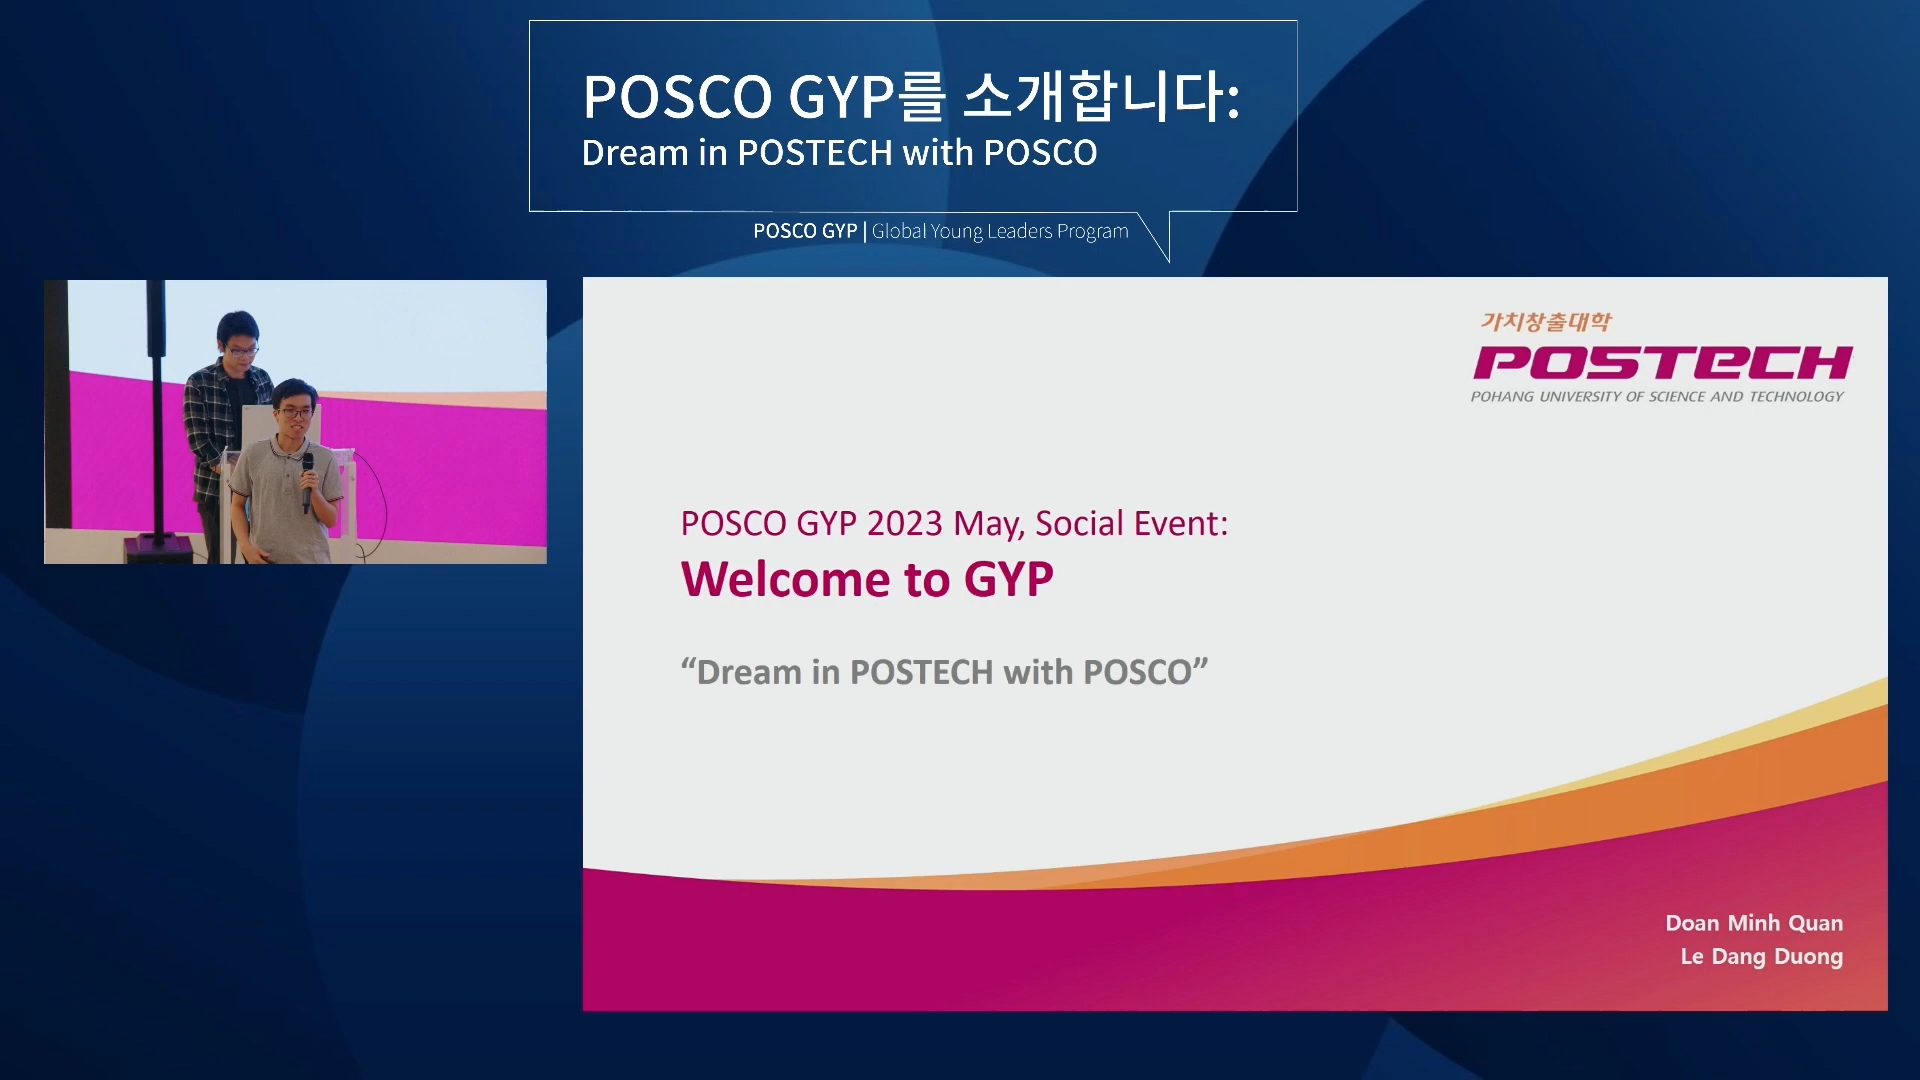 POSCO GYP를 소개합니다:
Dream in POSTECH with POSCO
POSCO GYP | Global Young Leaders Program
가치창출대학
POSTECH
POHANG UNIVERSITY OF SCIENCE AND TECHNOLOGY
POSCO GYP 2023 May, Social Event:
Welcome to GYP
“Dream in POSTECH with POSCO”
Doan Minh Quan
Le Dang Duong